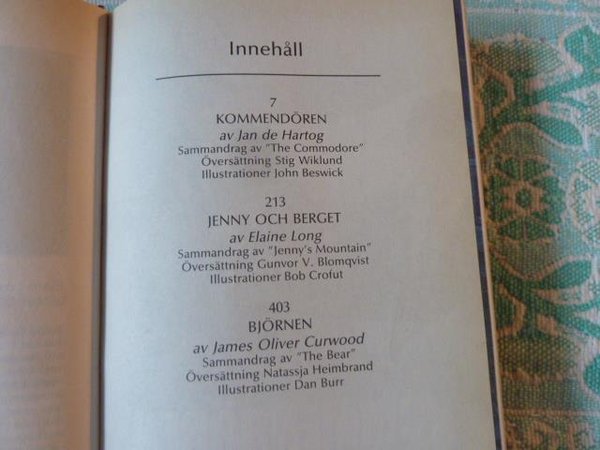 Innehåll
7
KOMMENDÖREN
av Jan de Hartog
Sammandrag av "The Commodore"
Översättning Stig Wiklund
Illustrationer John Beswick
213
JENNY OCH BERGET
av Elaine Long
Sammandrag av "Jenny's Mountain"
Översättning Gunvor V. Blomqvist
Illustrationer Bob Crofut
403
BJÖRNEN
av James Oliver Curwood
Sammandrag av "The Bear"
Översättning Natassja Heimbrand
Illustrationer Dan Burr